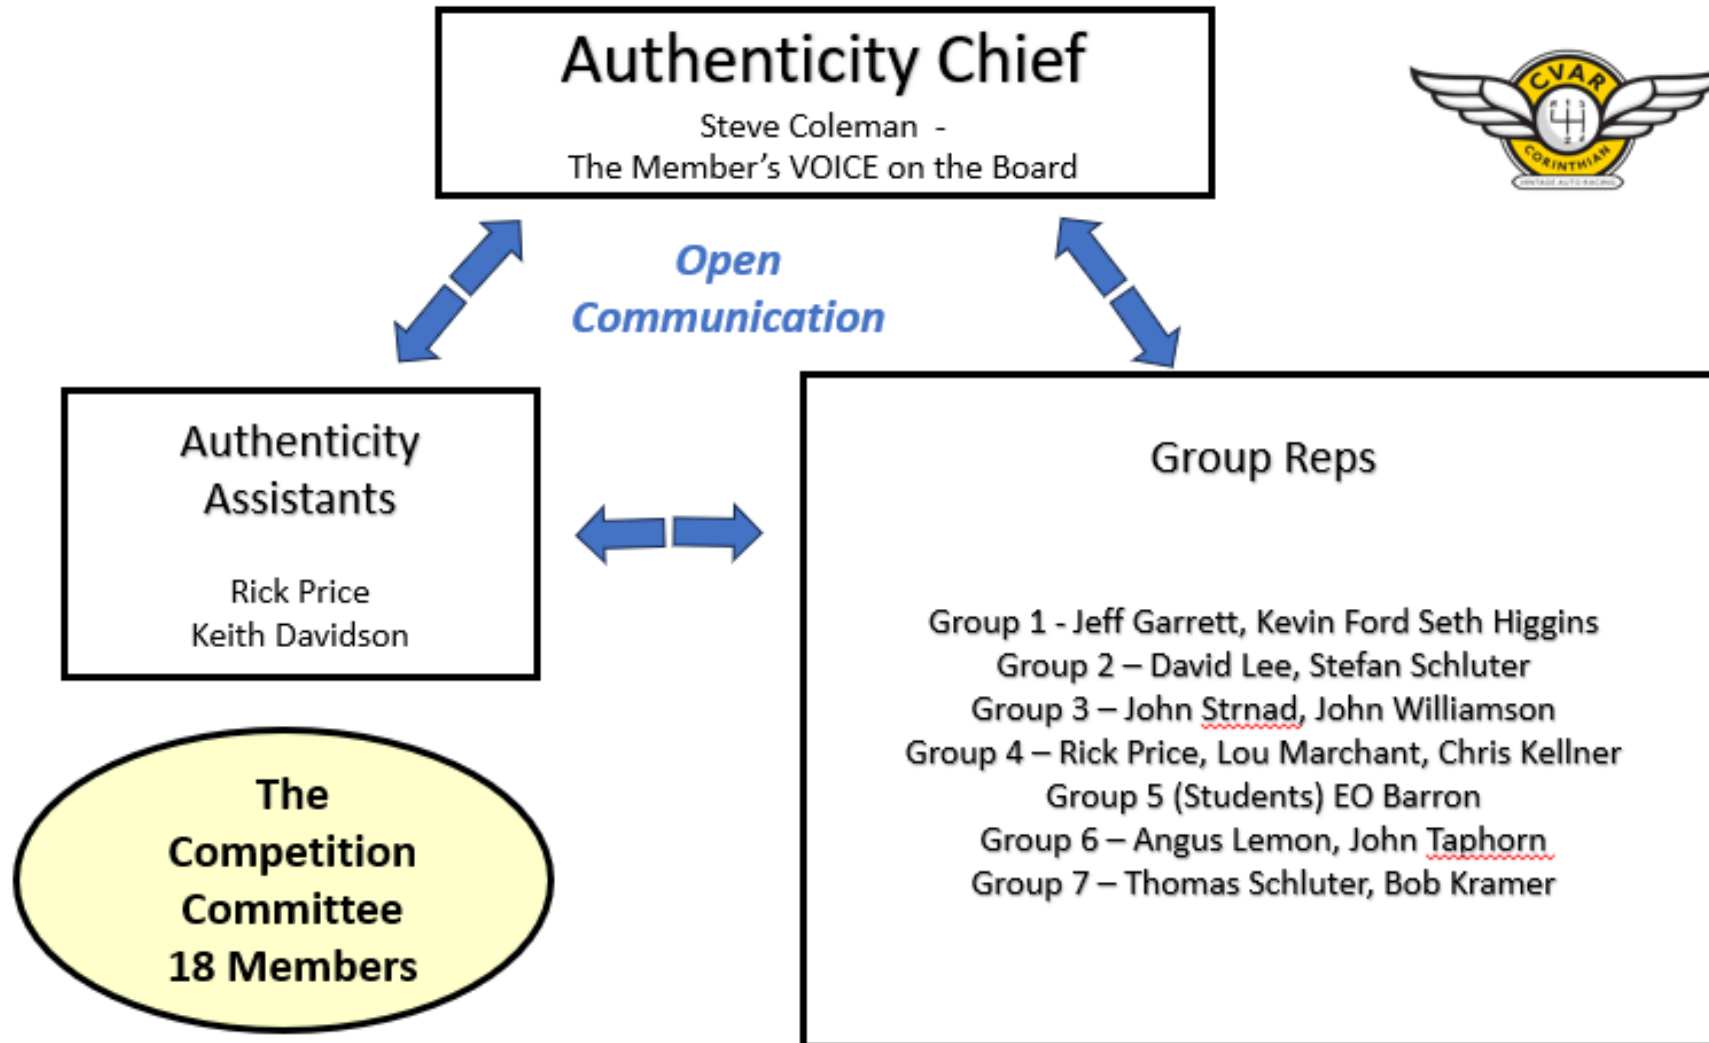 Authenticity Chief
Steve Coleman -
The Member's VOICE on the Board
CVAR
CORINTHIAN
VINTAGE AUTO RACING
Open
Communication
Authenticity
Assistants
Rick Price
Keith Davidson
Group Reps
Group 1 - Jeff Garrett, Kevin Ford Seth Higgins
Group 2 – David Lee, Stefan Schluter
Group 3 – John Strnad, John Williamson
Group 4 – Rick Price, Lou Marchant, Chris Kellner
Group 5 (Students) EO Barron
Group 6 – Angus Lemon, John Taphorn
Group 7 – Thomas Schluter, Bob Kramer
The
Competition
Committee
18 Members